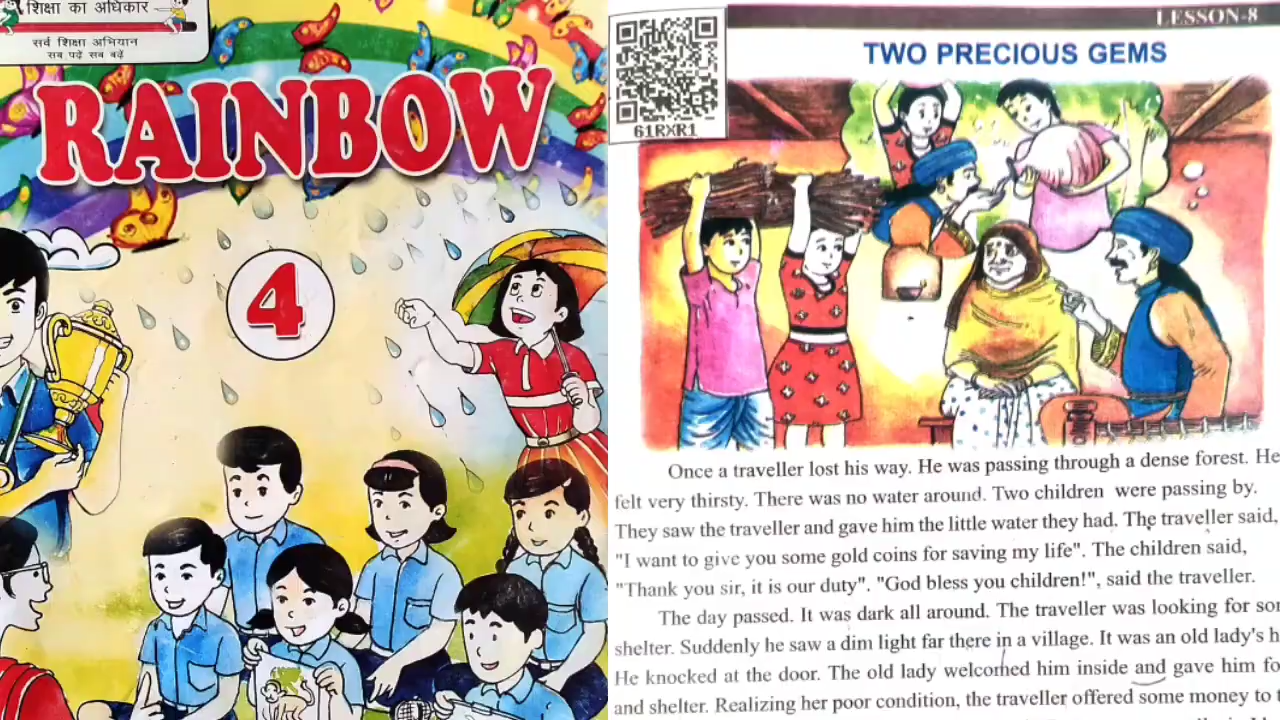 शिक्षा का अधिकार
सर्व शिक्षा अभियान
सब पढ़ें सब बढ़ें
RAINBOW
4
LESSON-8
TWO PRECIOUS GEMS
61RXR1
Once a traveller lost his way. He was passing through a dense forest. He
felt very thirsty. There was no water around. Two children were passing by.
They saw the traveller and gave him the little water they had. The traveller said,
"I want to give you some gold coins for saving my life". The children said,
"Thank you sir, it is our duty". "God bless you children!", said the traveller.
The day passed. It was dark all around. The traveller was looking for
shelter. Suddenly he saw a dim light far there in a village. It was an old lady's
He knocked at the door. The old lady welcomed him inside and gave him
and shelter. Realizing her poor condition, the traveller offered some money to